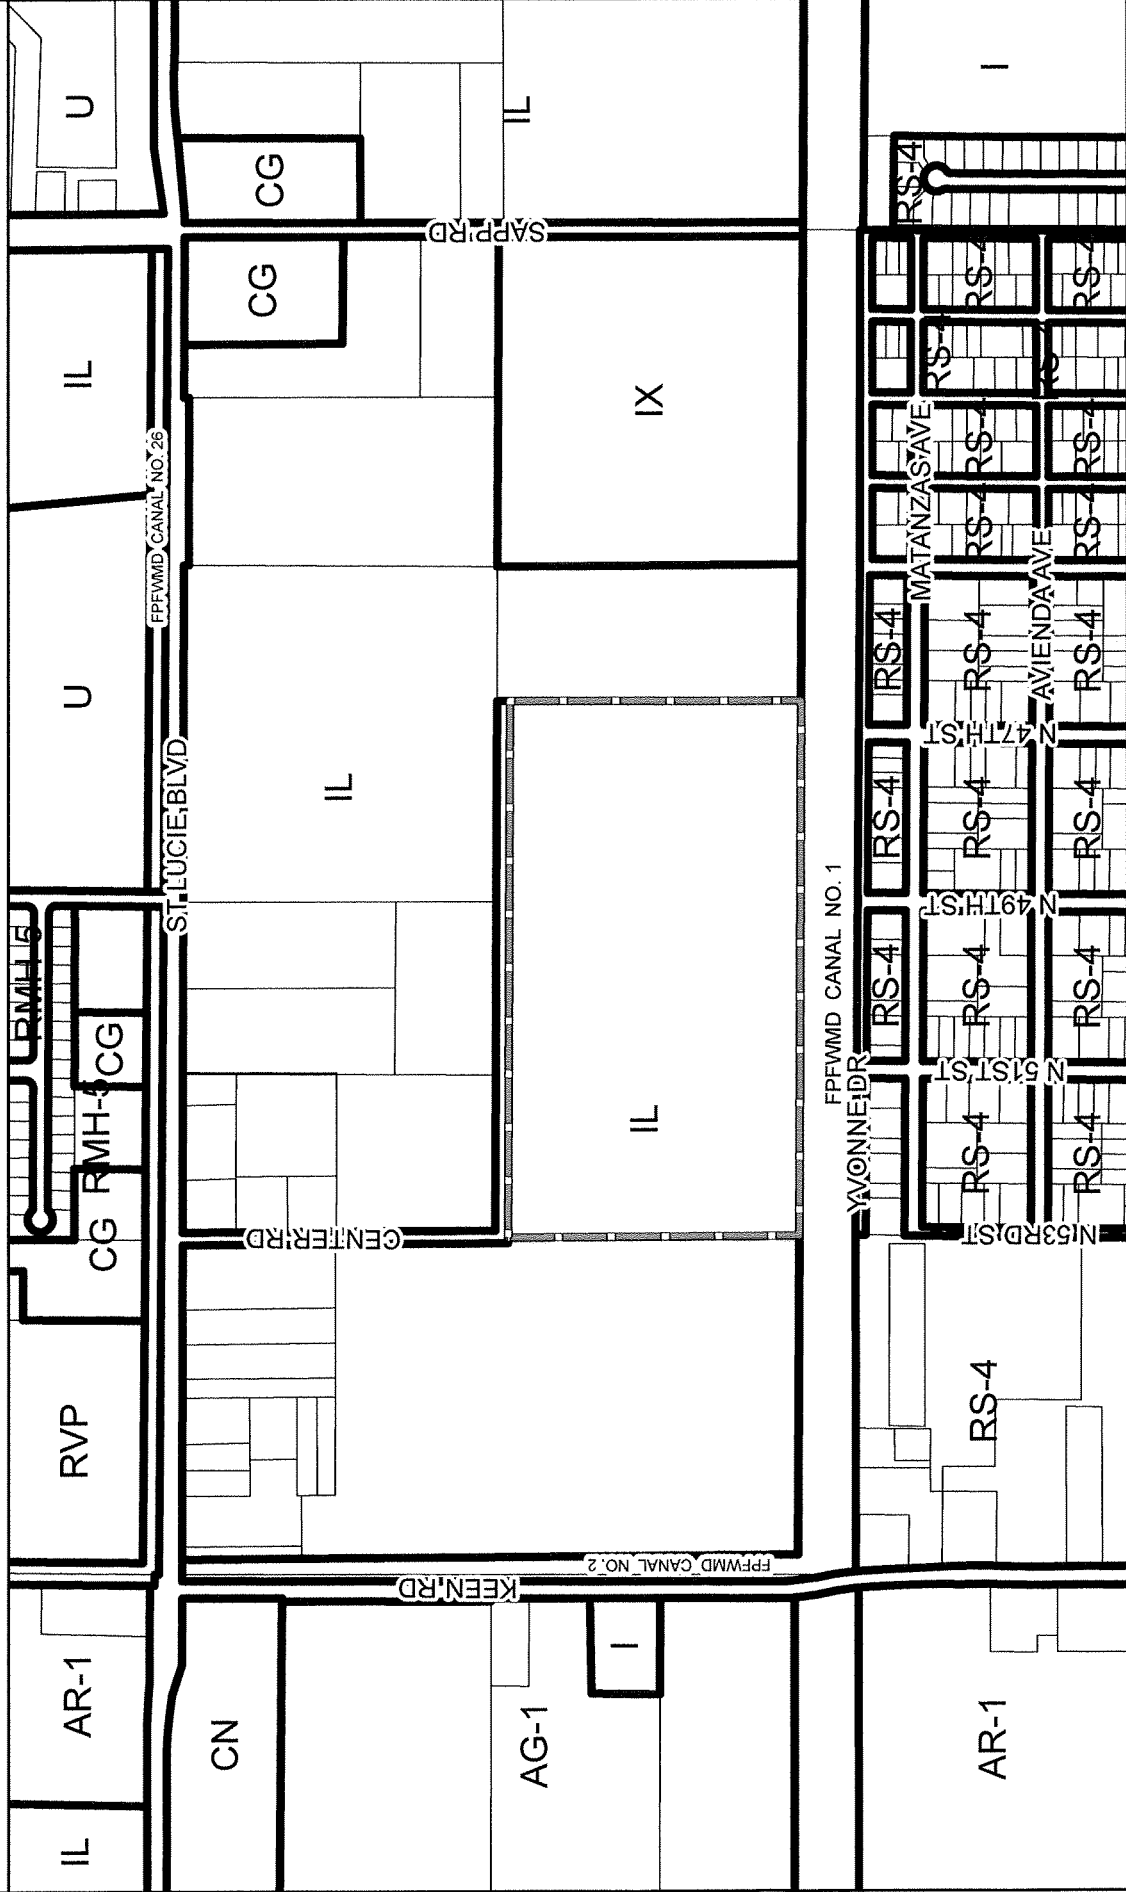 RMH-5
IL
AR-1
RVP
CG
RMH-5
CG
U
IL
U
FPFWMD CANAL NO. 26
ST. LUCIE BLVD
CN
CG
CG
IL
KEEN RD
CENTER RD
SAPP RD
AG-1
IL
I
FPFWMD CANAL NO. 2
IL
IX
FPFWMD CANAL NO. 1
YVONNE DR
RS-4
RS-4
RS-4
RS-4
MATANZAS AVE
RS-4
AR-1
RS-4
RS-4
RS-4
RS-4
RS-4
RS-4
RS-4
RS-4
I
N 53RD ST
N 51ST ST
N 49TH ST
N 47TH ST
AVIENDA AVE
RS-4
RS-4
RS-4
RS-4
RS-4
RS-4
RS-4